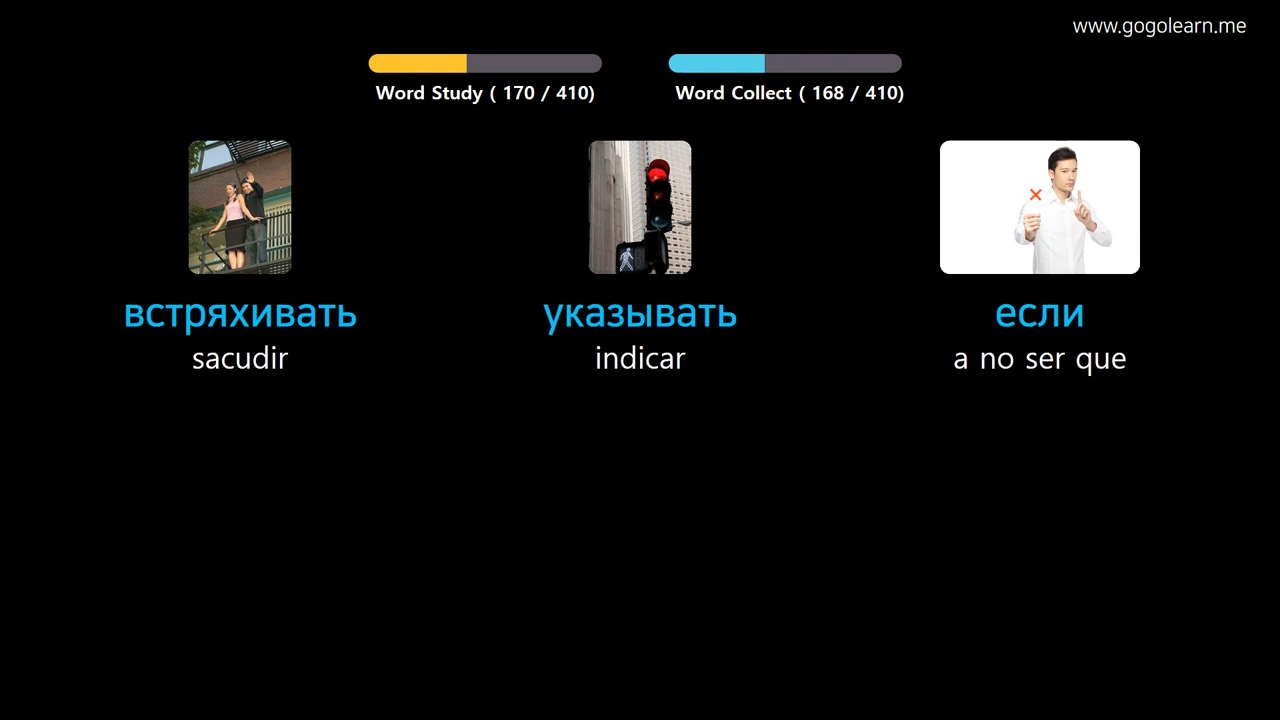 www.gogolearn.me
Word Study ( 170 / 410)
Word Collect ( 168 / 410)
встряхивать
указывать
если
sacudir
indicar
a no ser que